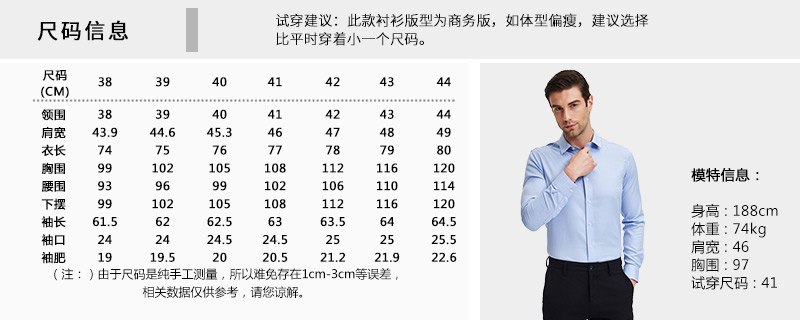 尺码信息
试穿建议：此款衬衫版型为商务版，如体型偏瘦，建议选择
比平时穿着小一个尺码。
尺码 (CM) 38 39 40 41 42 43 44
领围 38 39 40 41 42 43 44
肩宽 43.9 44.6 45.3 46 47 48 49
衣长 74 75 76 77 78 79 80
胸围 99 102 105 108 112 116 120
腰围 93 96 99 102 106 110 114
下摆 99 102 105 108 112 116 120
袖长 61.5 62 62.5 63 63.5 64 64.5
袖口 24 24 24.5 24.5 25 25 25.5
袖肥 19 19.5 20 20.5 21.2 21.9 22.6
（注：）由于尺码是纯手工测量，所以难免存在1cm-3cm等误差，
相关数据仅供参考，请您谅解。
模特信息：
身高：188cm
体重：74kg
肩宽：46
胸围：97
试穿尺码：41